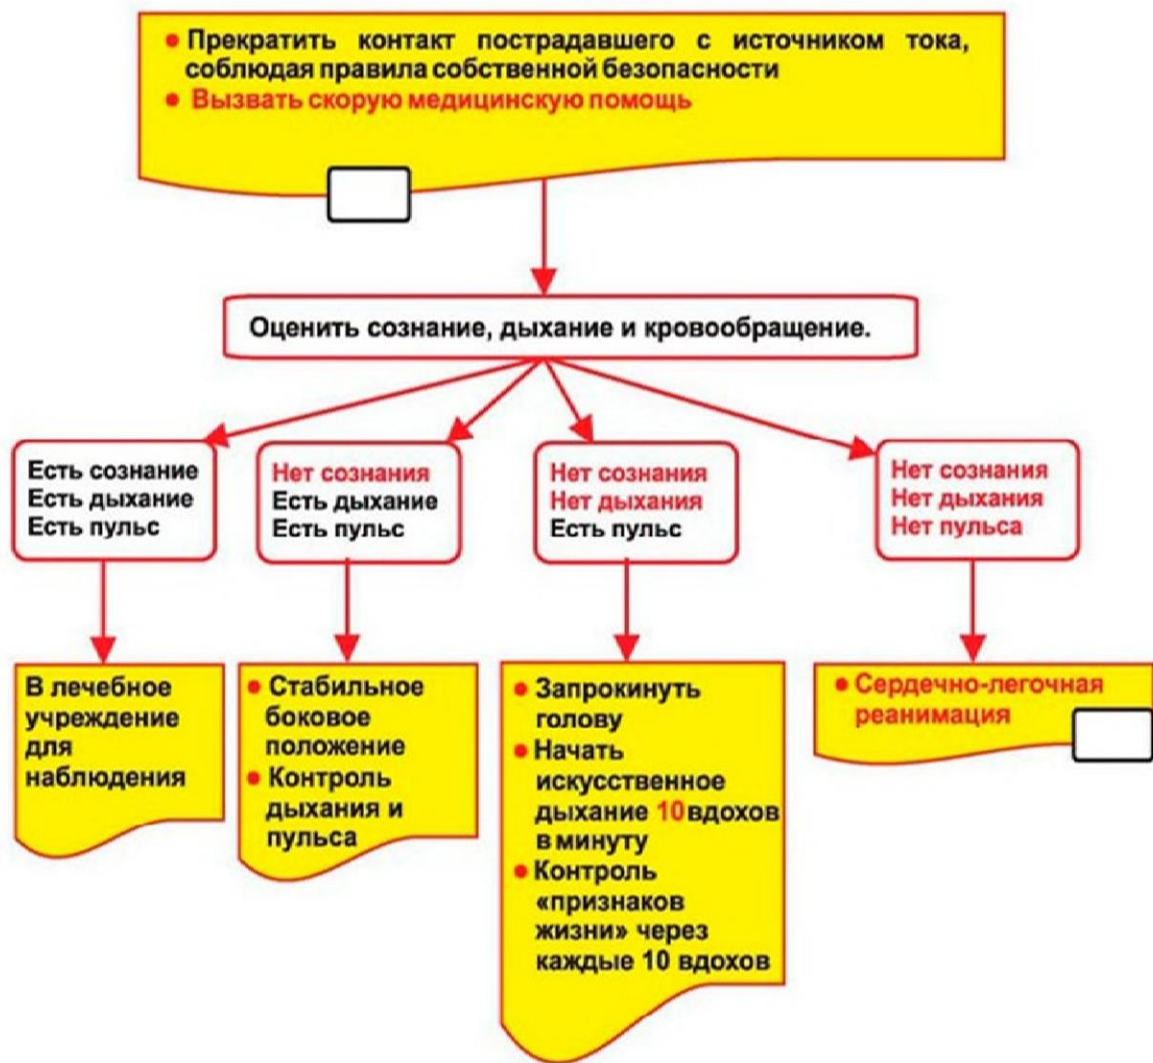 ● Прекратить контакт пострадавшего с источником тока,
соблюдая правила собственной безопасности
● Вызвать скорую медицинскую помощь
Оценить сознание, дыхание и кровообращение.
Есть сознание
Есть дыхание
Есть пульс
Нет сознания
Есть дыхание
Есть пульс
Нет сознания
Нет дыхания
Есть пульс
Нет сознания
Нет дыхания
Нет пульса
В лечебное
учреждение
для
наблюдения
● Стабильное
боковое
положение
● Контроль
дыхания и
пульса
● Запрокинуть
голову
● Начать
искусственное
дыхание 10 вдохов
в минуту
● Контроль
«признаков
жизни» через
каждые 10 вдохов
● Сердечно-легочная
реанимация